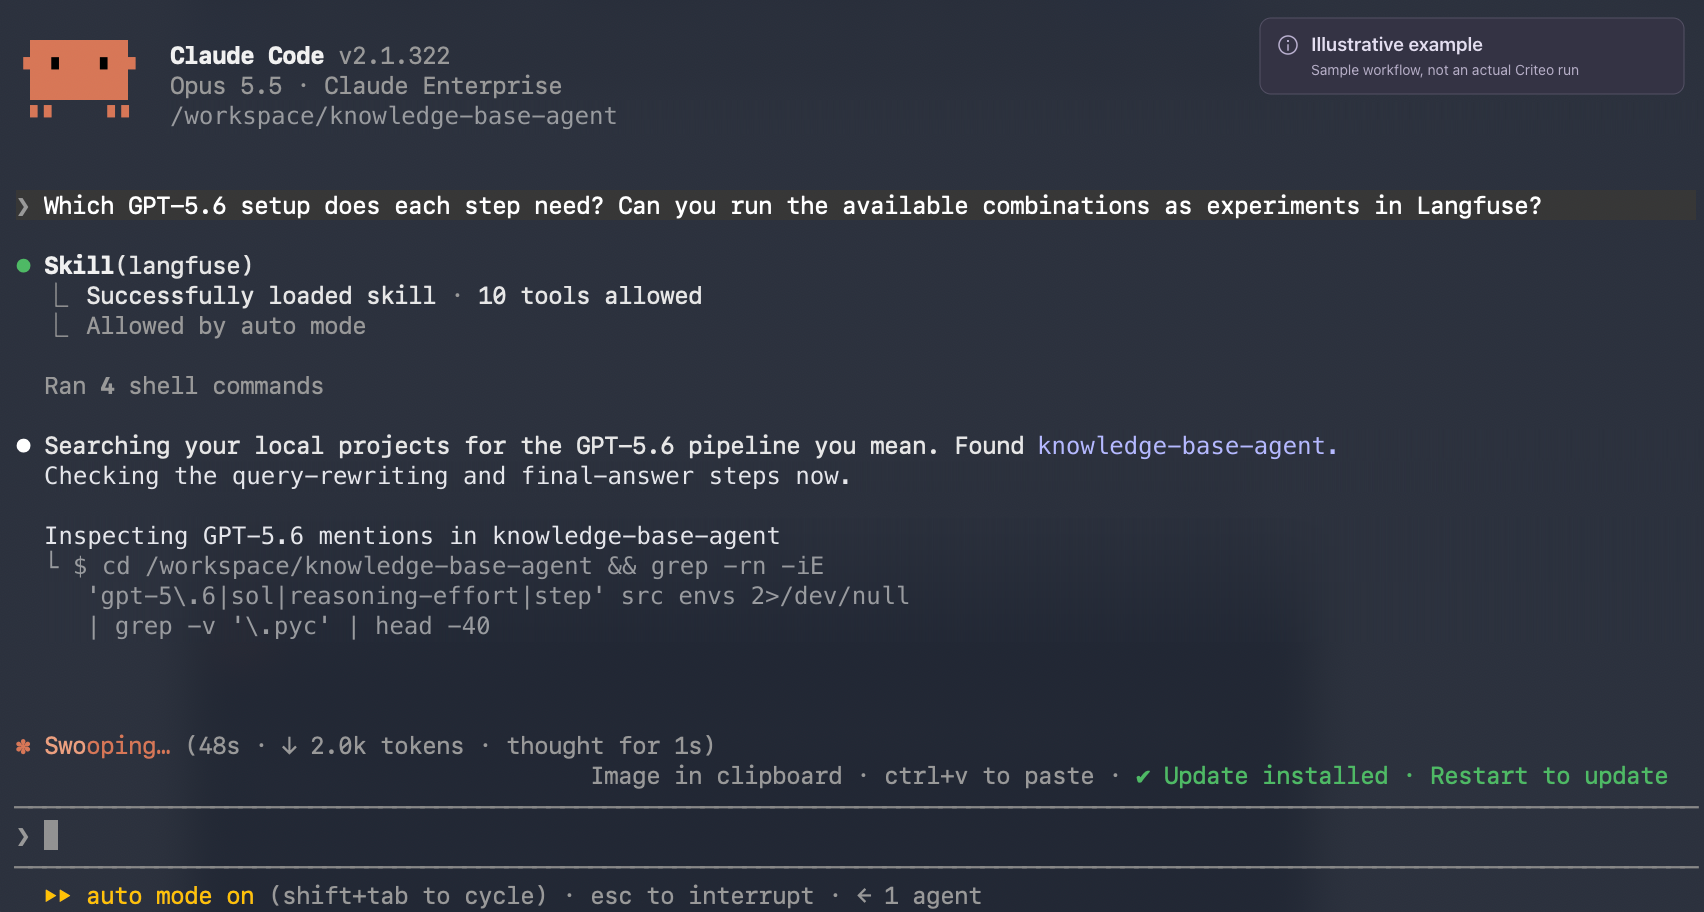 Claude Code v2.1.322
Opus 5.5 · Claude Enterprise
/workspace/knowledge-base-agent
Illustrative example
Sample workflow, not an actual Criteo run
❯ Which GPT-5.6 setup does each step need? Can you run the available combinations as experiments in Langfuse?
● Skill(langfuse)
⎿ Successfully loaded skill · 10 tools allowed
⎿ Allowed by auto mode
Ran 4 shell commands
● Searching your local projects for the GPT-5.6 pipeline you mean. Found knowledge-base-agent.
Checking the query-rewriting and final-answer steps now.
Inspecting GPT-5.6 mentions in knowledge-base-agent
└ $ cd /workspace/knowledge-base-agent && grep -rn -iE
'gpt-5\.6|sol|reasoning-effort|step' src envs 2>/dev/null
| grep -v '\.pyc' | head -40
✽ Swooping… (48s · ↓ 2.0k tokens · thought for 1s)
Image in clipboard · ctrl+v to paste · ✔ Update installed · Restart to update
❯
⏵⏵ auto mode on (shift+tab to cycle) · esc to interrupt · ← 1 agent